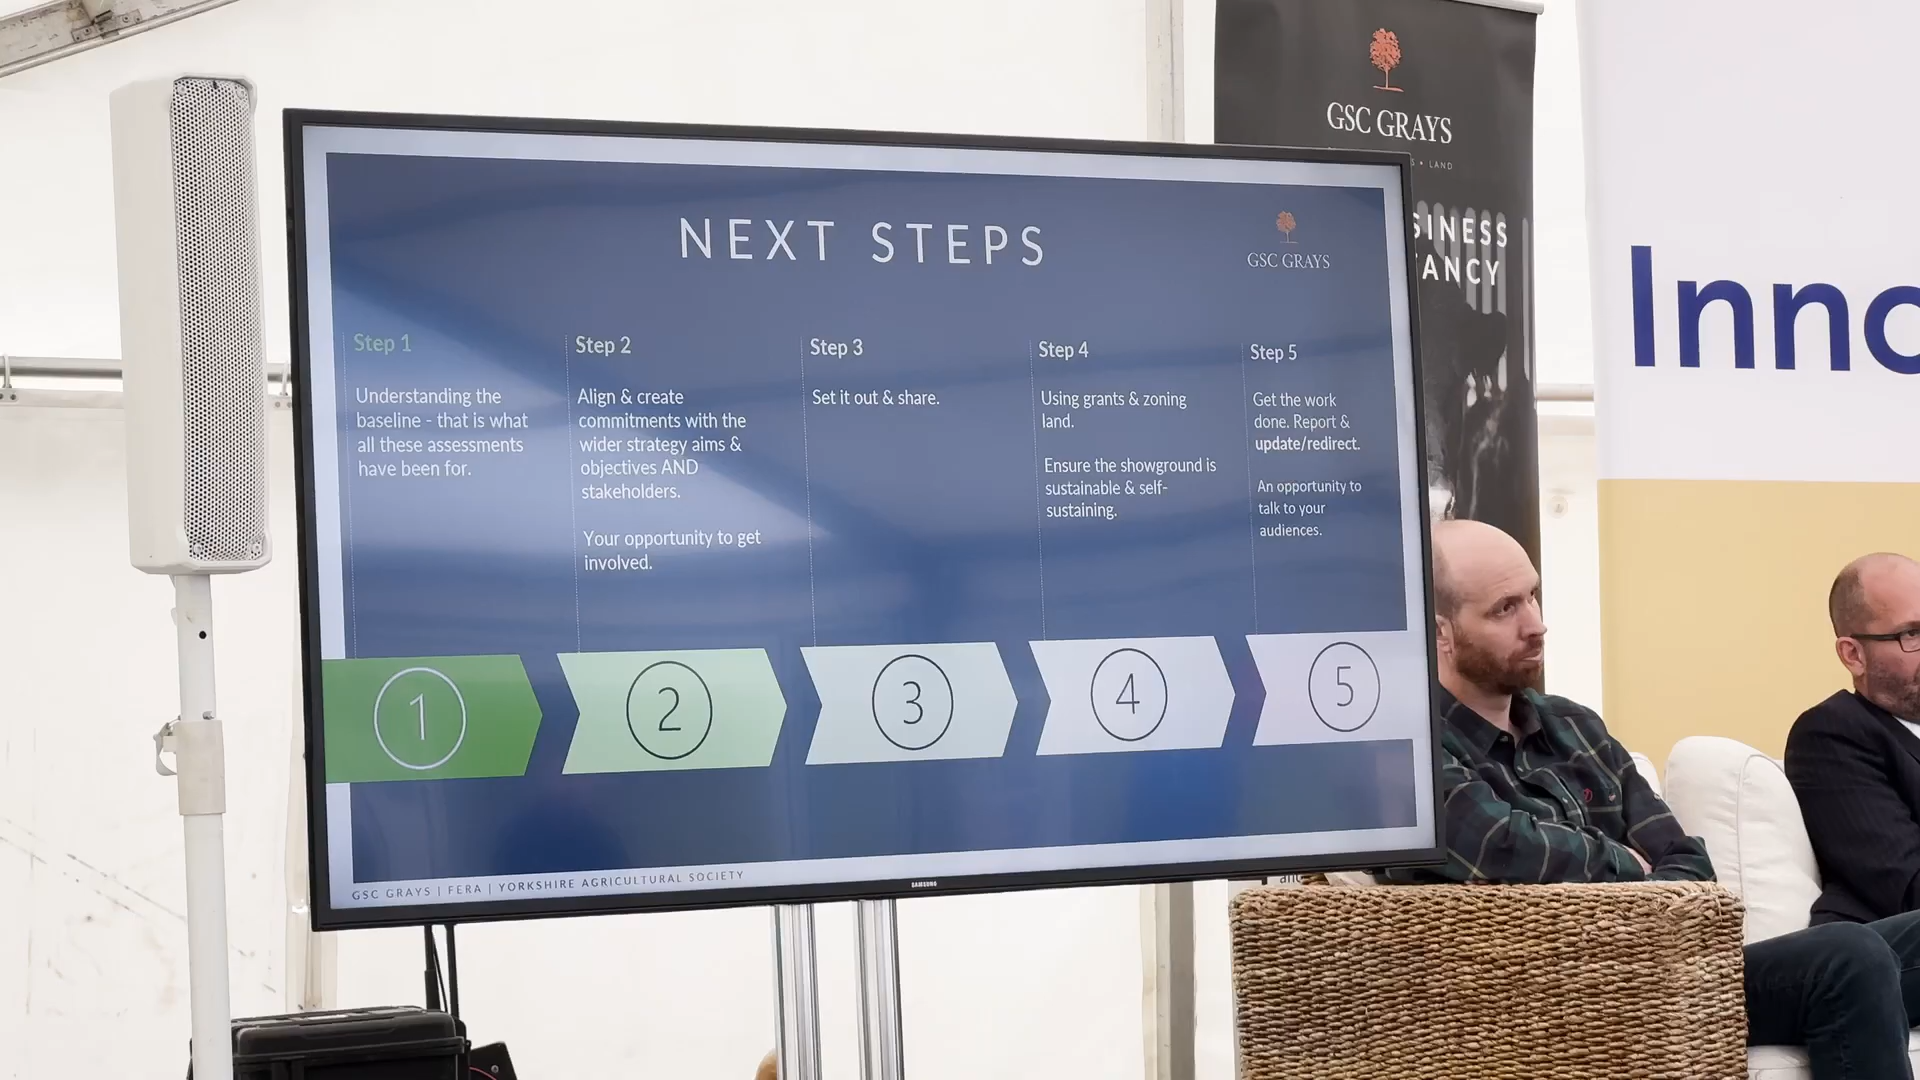 GSC GRAYS
S • LAND
SINESS
ANCY
Inno
NEXT STEPS
GSC GRAYS
Step 1
Understanding the
baseline - that is what
all these assessments
have been for.
Step 2
Align & create
commitments with the
wider strategy aims &
objectives AND
stakeholders.
Your opportunity to get
involved.
Step 3
Set it out & share.
Step 4
Using grants & zoning
land.
Ensure the showground is
sustainable & self-
sustaining.
Step 5
Get the work
done. Report &
update/redirect.
An opportunity to
talk to your
audiences.
1
2
3
4
5
GSC GRAYS | FERA | YORKSHIRE AGRICULTURAL SOCIETY
SAMSUNG